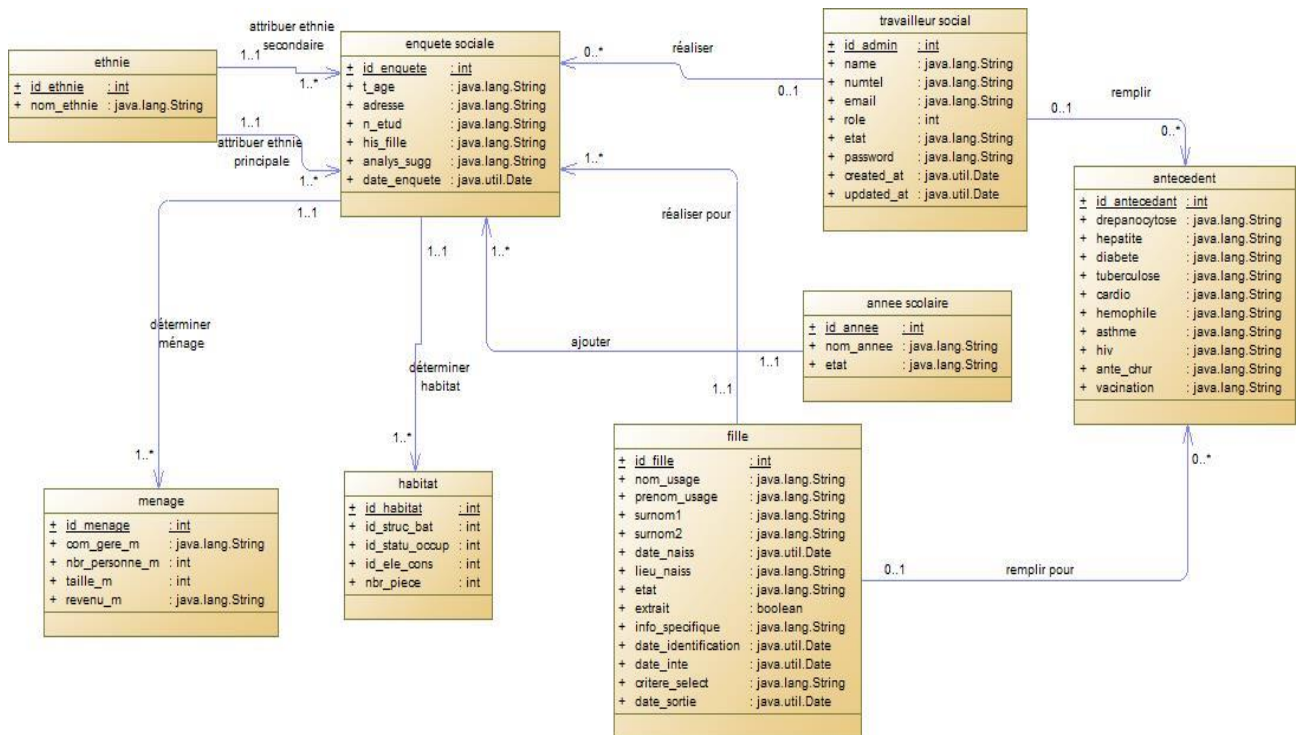 attribuer ethnie
secondaire
ethnie
+ id_ethnie : int
+ nom_ethnie : java.lang.String
1..1
1..*
1..1
attribuer ethnie
principale
1..*
enquete sociale
+ id_enquete : int
+ t_age : java.lang.String
+ adresse : java.lang.String
+ n_etud : java.lang.String
+ his_fille : java.lang.String
+ analys_sugg : java.lang.String
+ date_enquete : java.util.Date
0..*
réaliser
0..1
travailleur social
+ id_admin : int
+ name : java.lang.String
+ numtel : java.lang.String
+ email : java.lang.String
+ role : int
+ etat : java.lang.String
+ password : java.lang.String
+ created_at : java.util.Date
+ updated_at : java.util.Date
remplir
0..1
0..*
antecedent
+ id_antecedant : int
+ drepanocytose : java.lang.String
+ hepatite : java.lang.String
+ diabete : java.lang.String
+ tuberculose : java.lang.String
+ cardio : java.lang.String
+ hemophile : java.lang.String
+ asthme : java.lang.String
+ hiv : java.lang.String
+ ante_chur : java.lang.String
+ vacination : java.lang.String
1..*
réaliser pour
1..1
1..1
1..1
1..*
déterminer
ménage
déterminer
habitat
ajouter
1..1
annee scolaire
+ id_annee : int
+ nom_annee : java.lang.String
+ etat : java.lang.String
1..*
1..*
menage
+ id_menage : int
+ com_gere_m : java.lang.String
+ nbr_personne_m : int
+ taille_m : int
+ revenu_m : java.lang.String
habitat
+ id_habitat : int
+ id_struc_bat : int
+ id_statu_occup : int
+ id_ele_cons : int
+ nbr_piece : int
fille
+ id_fille : int
+ nom_usage : java.lang.String
+ prenom_usage : java.lang.String
+ surnom1 : java.lang.String
+ surnom2 : java.lang.String
+ date_naiss : java.util.Date
+ lieu_naiss : java.lang.String
+ etat : java.lang.String
+ extrait : boolean
+ info_specifique : java.lang.String
+ date_identification : java.util.Date
+ date_inte : java.util.Date
+ critere_select : java.lang.String
+ date_sortie : java.util.Date
0..1
remplir pour
0..*